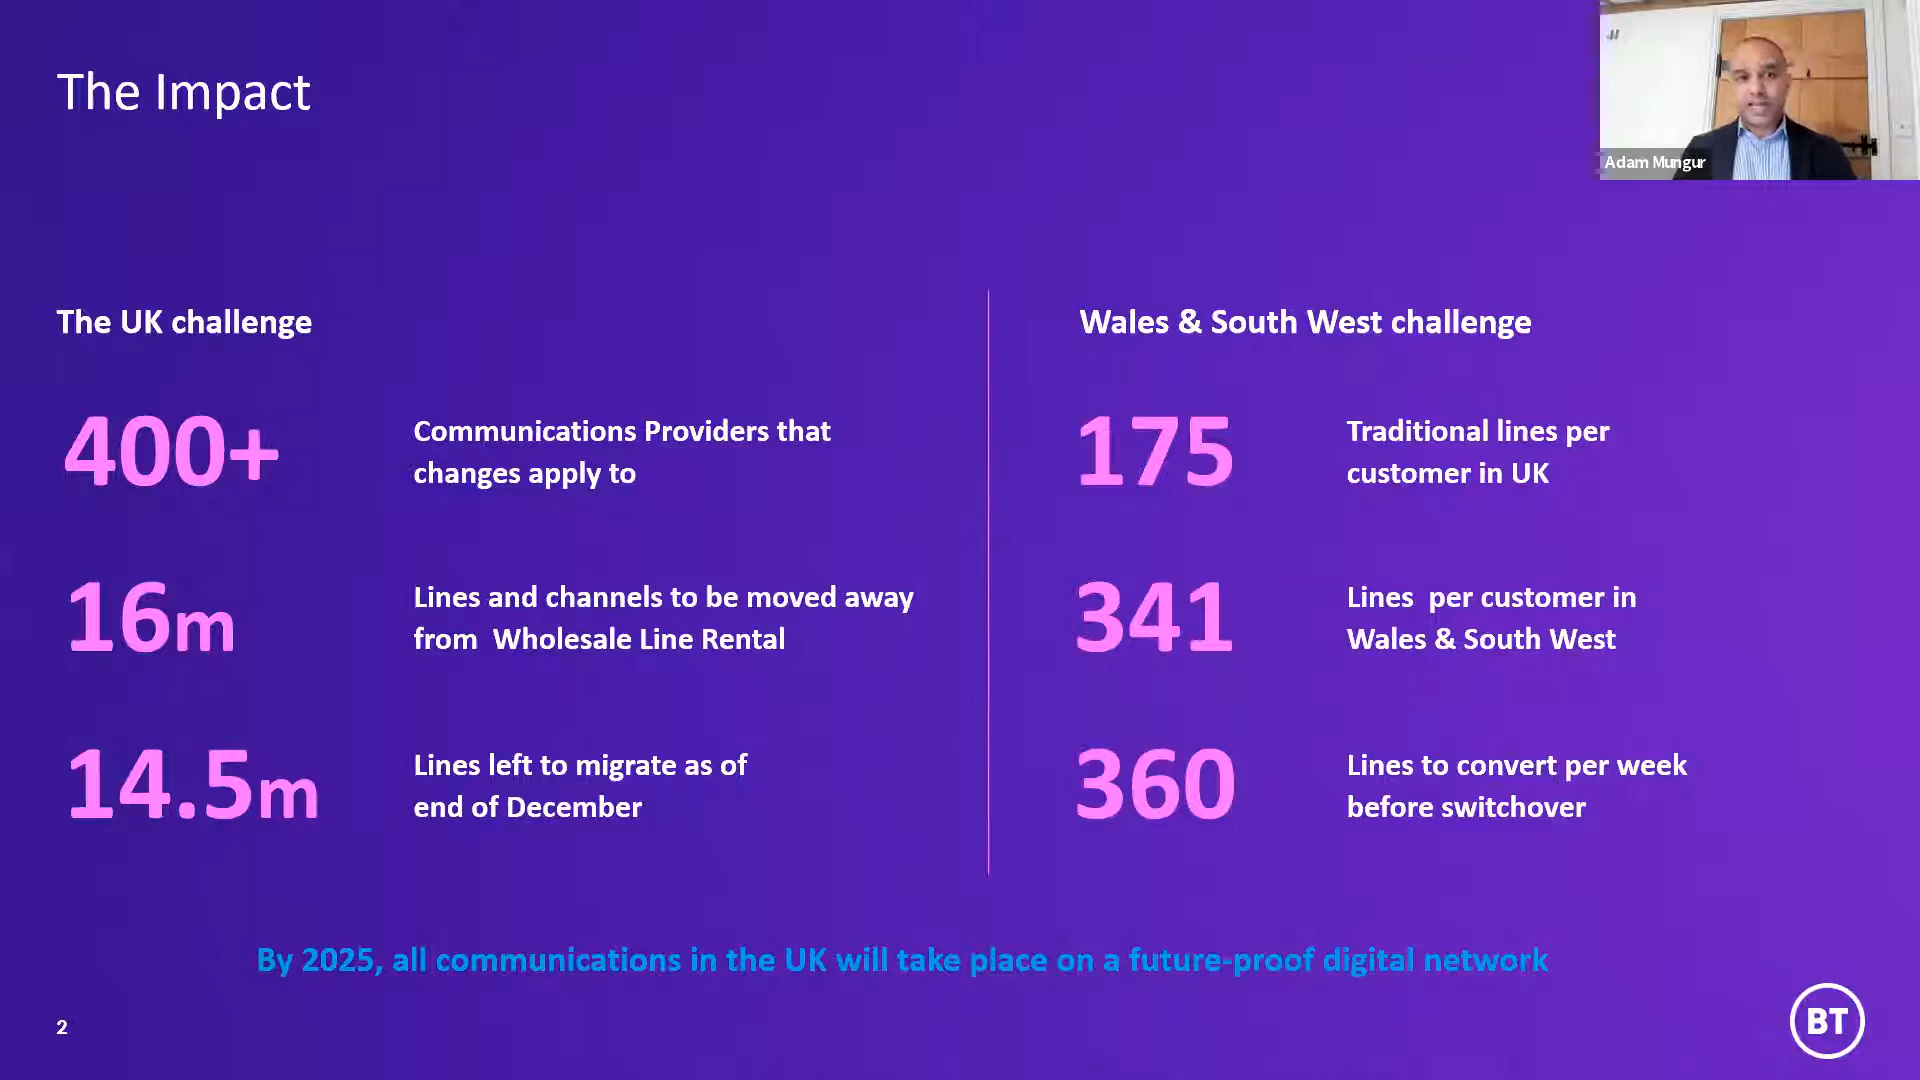 The Impact
Adam Mungur
The UK challenge
400+
Communications Providers that
changes apply to
16m
Lines and channels to be moved away
from  Wholesale Line Rental
14.5m
Lines left to migrate as of
end of December
Wales & South West challenge
175
Traditional lines per
customer in UK
341
Lines  per customer in
Wales & South West
360
Lines to convert per week
before switchover
By 2025, all communications in the UK will take place on a future-proof digital network
2
BT